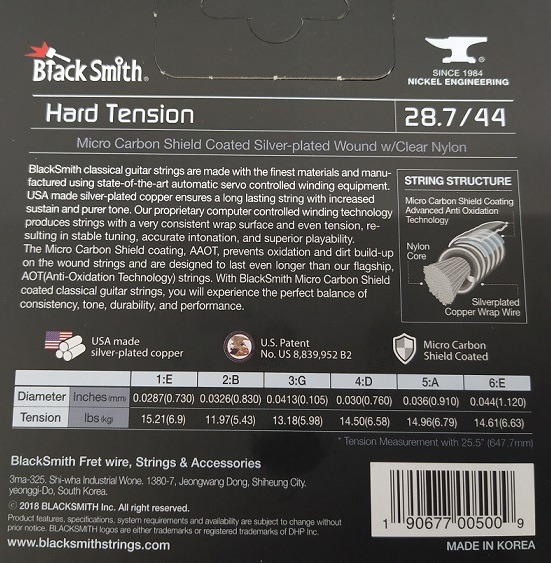 BlackSmith®
SINCE 1984 ®
NICKEL ENGINEERING
Hard Tension 28.7/44
Micro Carbon Shield Coated Silver-plated Wound w/Clear Nylon
BlackSmith classical guitar strings are made with the finest materials and manu-
factured using state-of-the-art automatic servo controlled winding equipment.
USA made silver-plated copper ensures a long lasting string with increased
sustain and purer tone. Our proprietary computer controlled winding technology
produces strings with a very consistent wrap surface and even tension, re-
sulting in stable tuning, accurate intonation, and superior playability.
The Micro Carbon Shield coating, AAOT, prevents oxidation and dirt build-up
on the wound strings and are designed to last even longer than our flagship,
AOT(Anti-Oxidation Technology) strings. With BlackSmith Micro Carbon Shield
coated classical guitar strings, you will experience the perfect balance of
consistency, tone, durability, and performance.
STRING STRUCTURE
Micro Carbon Shield Coating
Advanced Anti Oxidation
Technology
Nylon
Core
Silverplated
Copper Wrap Wire
USA made
silver-plated copper
U.S. Patent
No. US 8,839,952 B2
Micro Carbon
Shield Coated
1:E 2:B 3:G 4:D 5:A 6:E
Diameter Inches(mm) 0.0287(0.730) 0.0326(0.830) 0.0413(0.105) 0.030(0.760) 0.036(0.910) 0.044(1.120)
Tension lbs(kg) 15.21(6.9) 11.97(5.43) 13.18(5.98) 14.50(6.58) 14.96(6.79) 14.61(6.63)
* Tension Measurement with 25.5" (647.7mm)
BlackSmith Fret wire, Strings & Accessories
3ma-325. Shi-wha Industrial Wone. 1380-7, Jeongwang Dong, Shiheung City.
yeonggi-Do, South Korea.
© 2018 BLACKSMITH Inc. All right reserved.
Product features, specifications, system requirements and availability are subject to change without
prior notice. BLACKSMITH logos are either trademarks or registered trademarks of DHP Inc.
www.blacksmithstrings.com
1 90677 00500 9
MADE IN KOREA